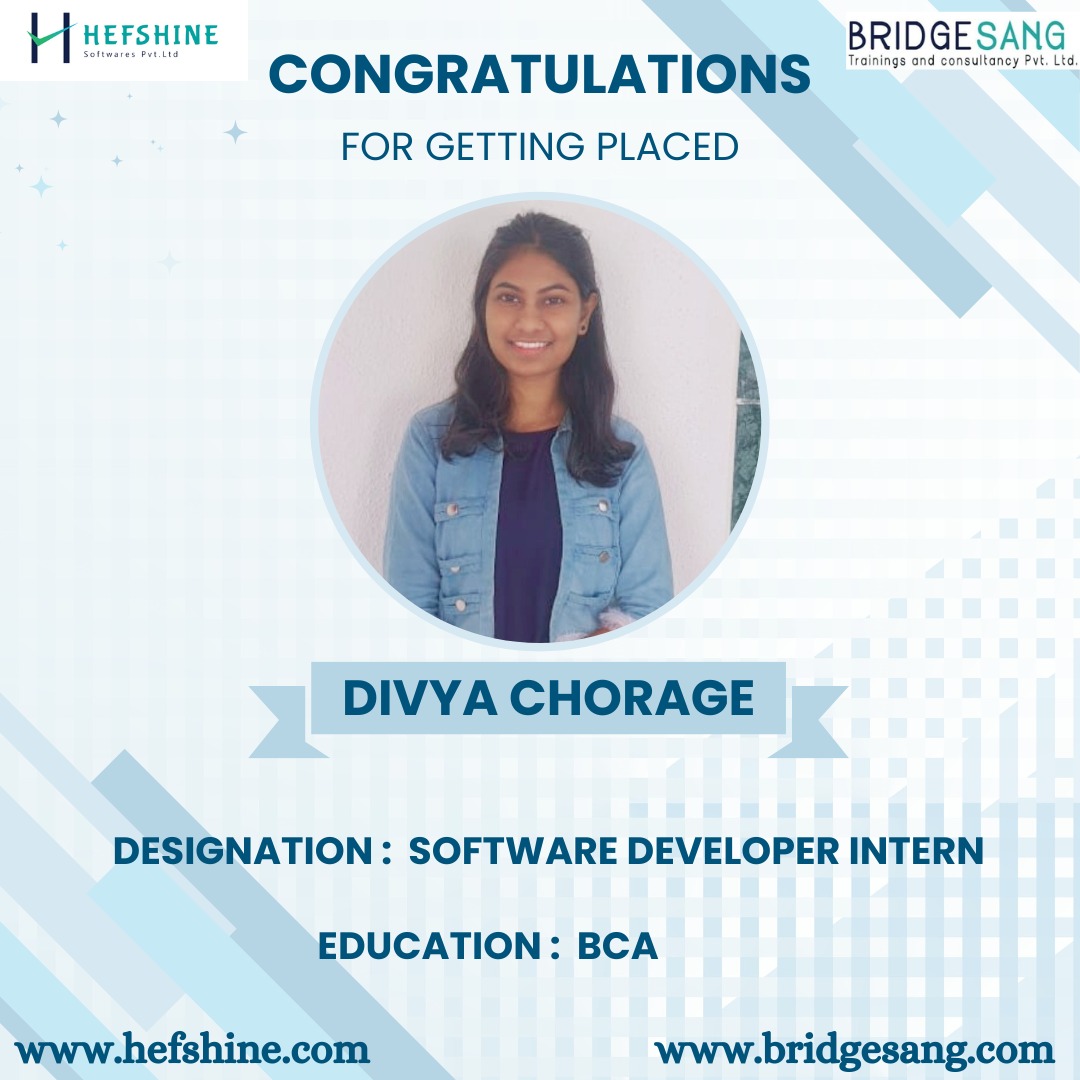 HEFSHINE
Softwares Pvt.Ltd
BRIDGESANG
Trainings and consultancy Pvt. Ltd.
CONGRATULATIONS
FOR GETTING PLACED
DIVYA CHORAGE
DESIGNATION : SOFTWARE DEVELOPER INTERN
EDUCATION : BCA
www.hefshine.com
www.bridgesang.com